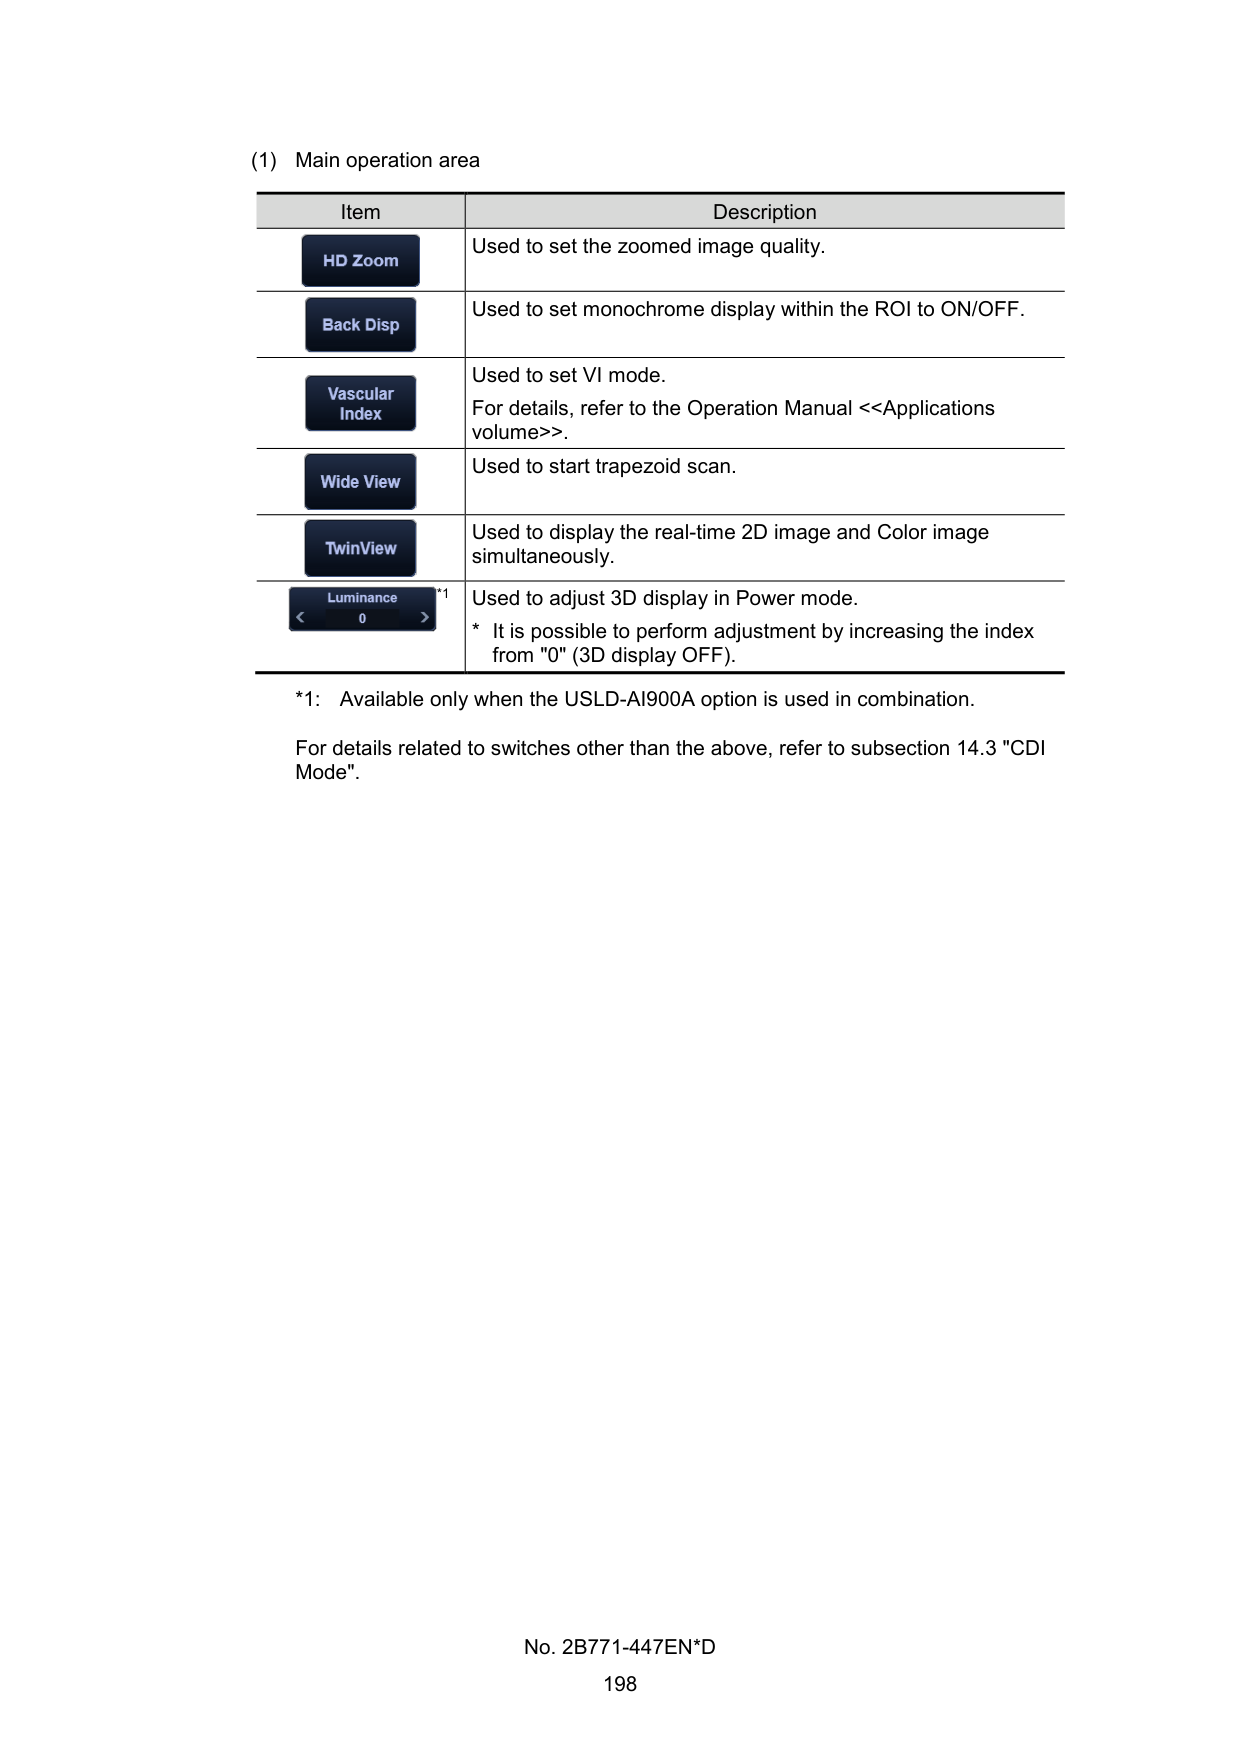 (1) Main operation area
Item Description
HD Zoom
Used to set the zoomed image quality.
Back Disp
Used to set monochrome display within the ROI to ON/OFF.
Vascular
Index
Used to set VI mode.
For details, refer to the Operation Manual <<Applications
volume>>.
Wide View
Used to start trapezoid scan.
TwinView
Used to display the real-time 2D image and Color image
simultaneously.
Luminance
< 0 >
*1
Used to adjust 3D display in Power mode.
* It is possible to perform adjustment by increasing the index
from "0" (3D display OFF).
*1: Available only when the USLD-AI900A option is used in combination.
For details related to switches other than the above, refer to subsection 14.3 "CDI
Mode".
No. 2B771-447EN*D
198